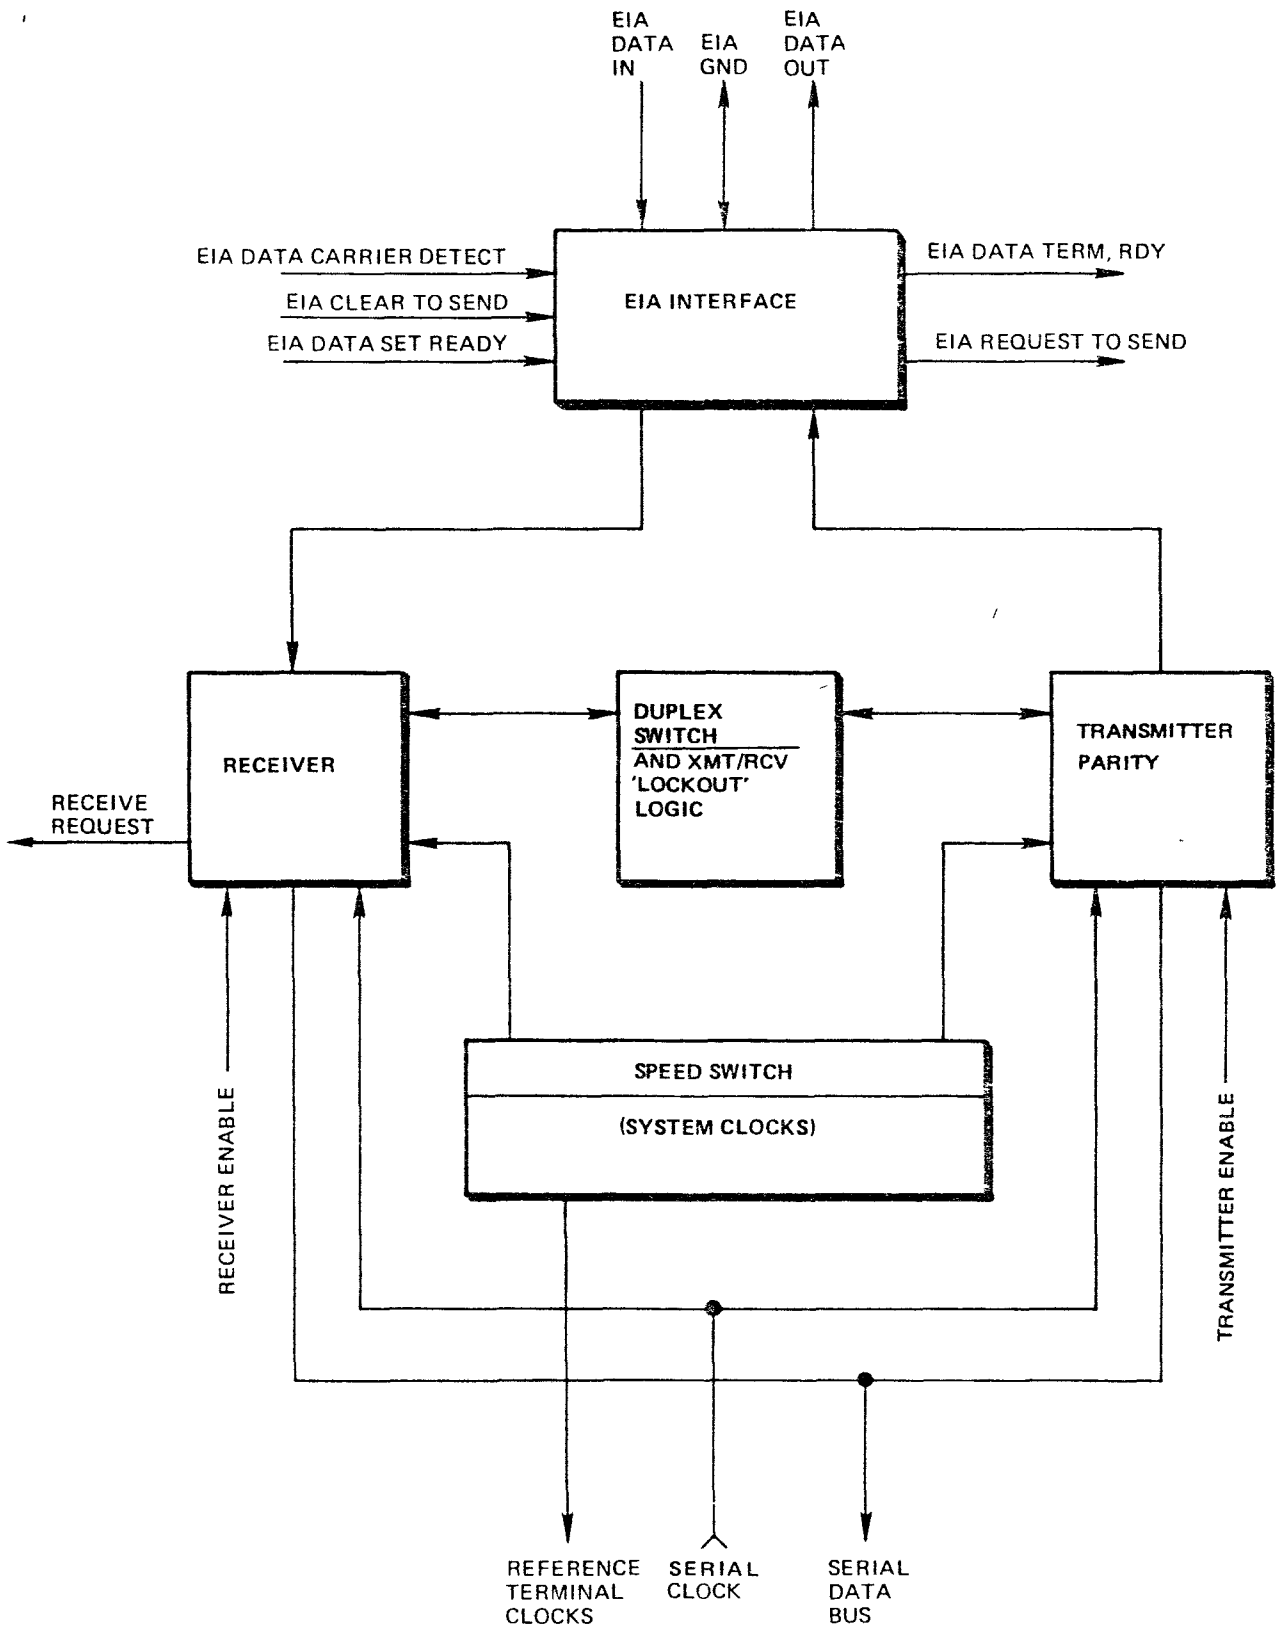 EIA
DATA
IN
EIA
GND
EIA
DATA
OUT
EIA DATA CARRIER DETECT
EIA CLEAR TO SEND
EIA DATA SET READY
EIA INTERFACE
EIA DATA TERM, RDY
EIA REQUEST TO SEND
RECEIVER
DUPLEX
SWITCH
AND XMT/RCV
'LOCKOUT'
LOGIC
TRANSMITTER
PARITY
RECEIVE
REQUEST
SPEED SWITCH
(SYSTEM CLOCKS)
RECEIVER ENABLE
TRANSMITTER ENABLE
REFERENCE
TERMINAL
CLOCKS
SERIAL
CLOCK
SERIAL
DATA
BUS